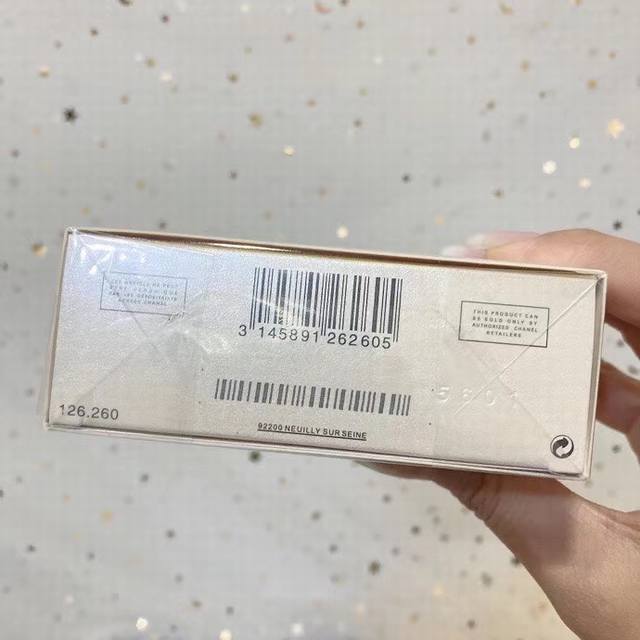 3 145891 262605
THIS PRODUCT CAN
BE SOLD ONLY BY
AUTHORIZED CHANEL
RETAILERS
126.260
92200 NEUILLY SUR SEINE